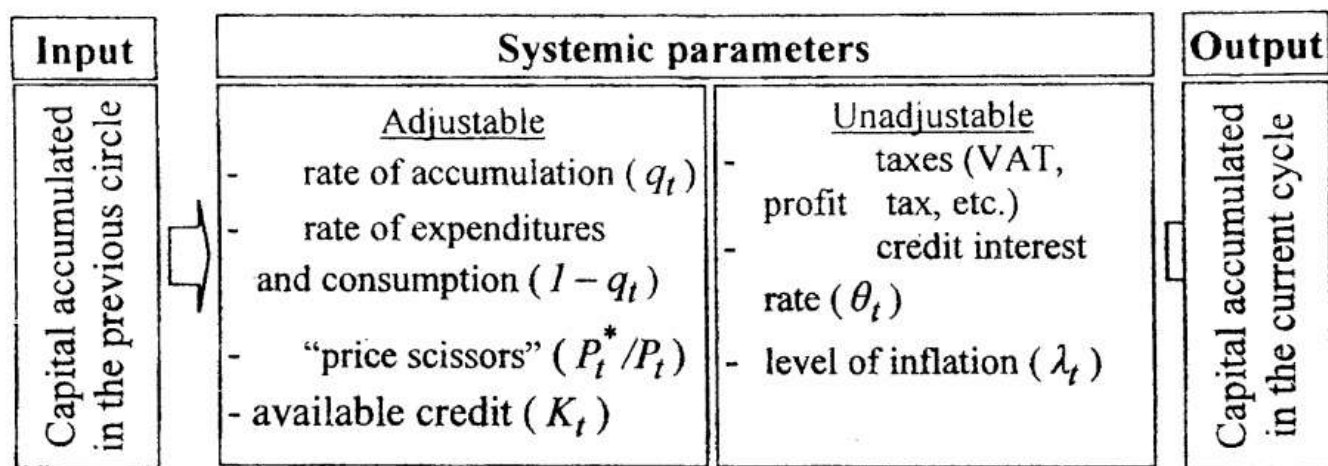 Input
Systemic parameters
Output
Capital accumulated
in the previous circle
Adjustable
- rate of accumulation (q_t)
- rate of expenditures
and consumption (1 – q_t)
- “price scissors” (P_t^*/P_t)
- available credit (K_t)
Unadjustable
- taxes (VAT,
profit tax, etc.)
- credit interest
rate (θ_t)
- level of inflation (λ_t)
Capital accumulated
in the current cycle